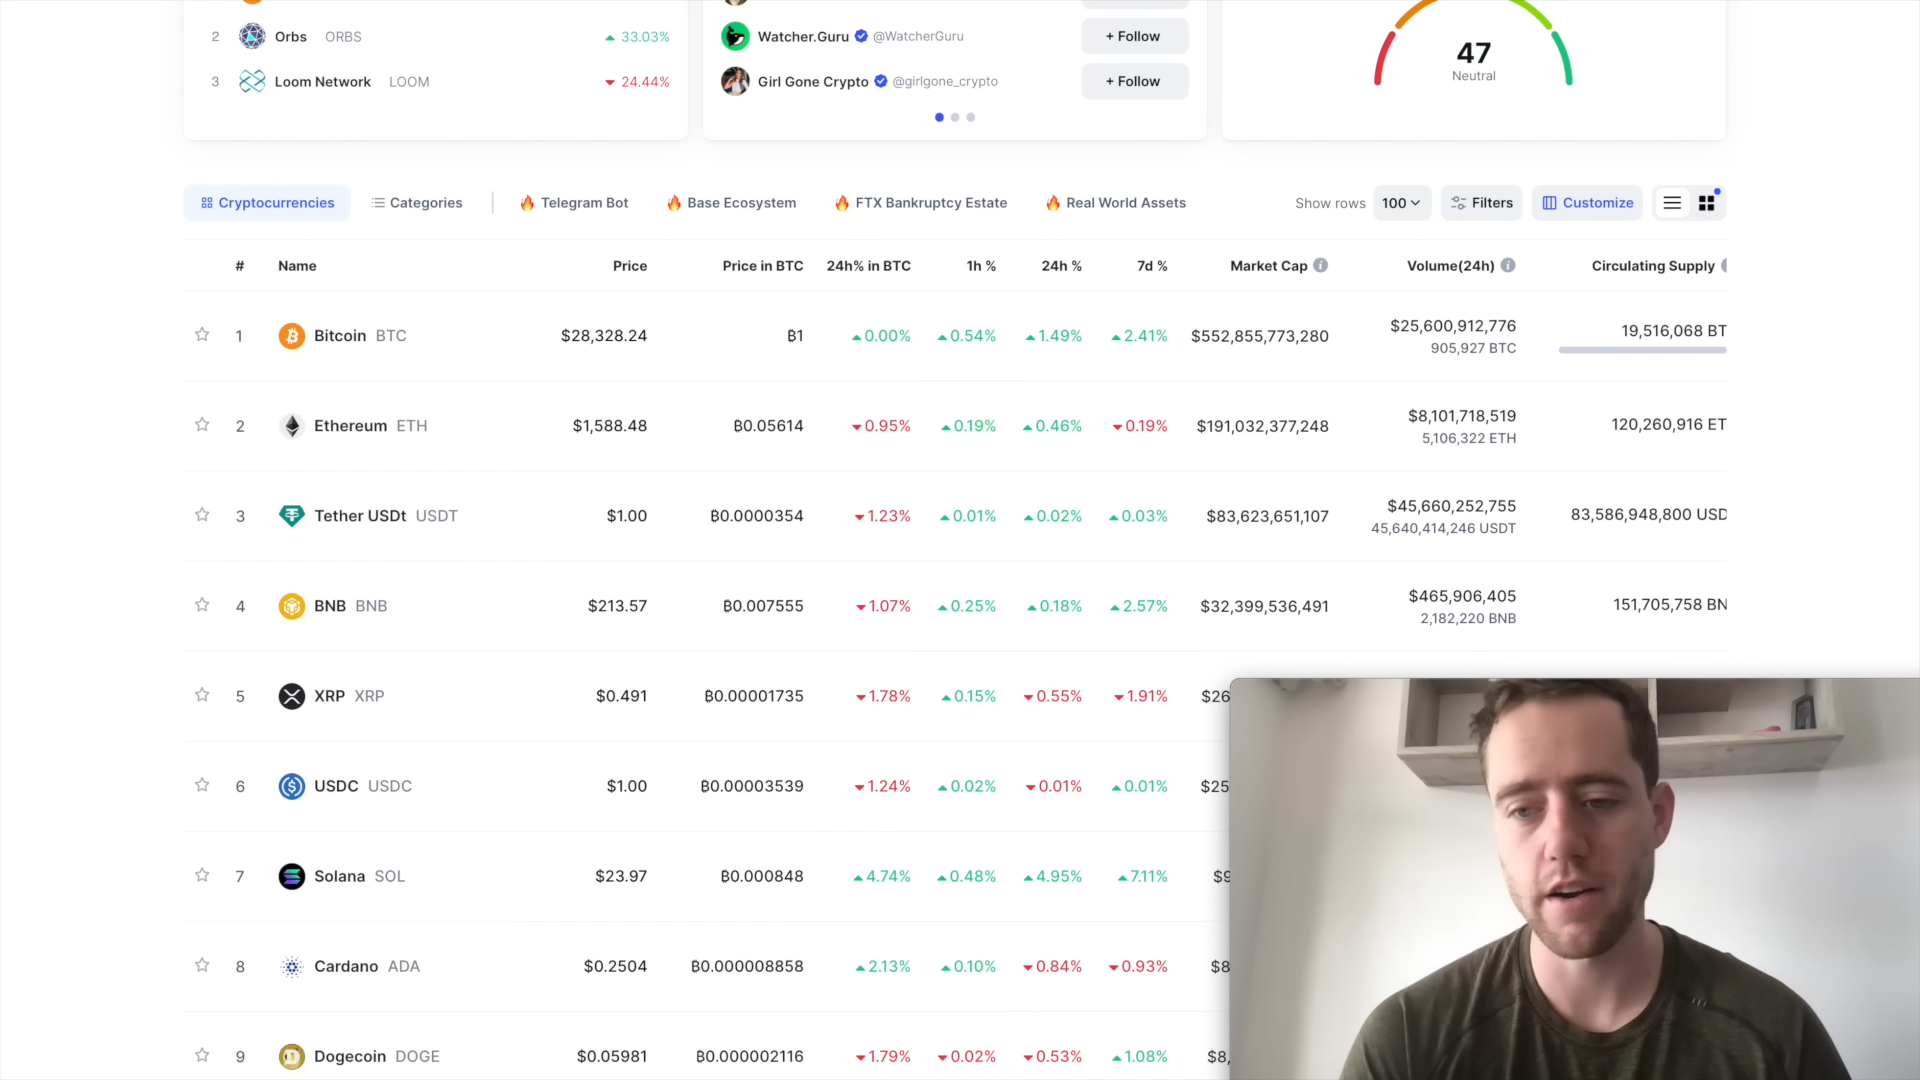 2 Orbs ORBS 33.03%
3 Loom Network LOOM 24.44%
Watcher.Guru @WatcherGuru + Follow
Girl Gone Crypto @girlgone_crypto + Follow
47
Neutral
Cryptocurrencies Categories Telegram Bot Base Ecosystem FTX Bankruptcy Estate Real World Assets Show rows 100 Filters Customize
# Name Price Price in BTC 24h% in BTC 1h % 24h % 7d % Market Cap Volume(24h) Circulating Supply
1 Bitcoin BTC $28,328.24 ₿1 0.00% 0.54% 1.49% 2.41% $552,855,773,280 $25,600,912,776 19,516,068 BT
905,927 BTC
2 Ethereum ETH $1,588.48 ₿0.05614 0.95% 0.19% 0.46% 0.19% $191,032,377,248 $8,101,718,519 120,260,916 ET
5,106,322 ETH
3 Tether USDt USDT $1.00 ₿0.0000354 1.23% 0.01% 0.02% 0.03% $83,623,651,107 $45,660,252,755 83,586,948,800 USD
45,640,414,246 USDT
4 BNB BNB $213.57 ₿0.007555 1.07% 0.25% 0.18% 2.57% $32,399,536,491 $465,906,405 151,705,758 BN
2,182,220 BNB
5 XRP XRP $0.491 ₿0.00001735 1.78% 0.15% 0.55% 1.91% $26
6 USDC USDC $1.00 ₿0.00003539 1.24% 0.02% 0.01% 0.01% $25
7 Solana SOL $23.97 ₿0.000848 4.74% 0.48% 4.95% 7.11% $9
8 Cardano ADA $0.2504 ₿0.000008858 2.13% 0.10% 0.84% 0.93% $8
9 Dogecoin DOGE $0.05981 ₿0.000002116 1.79% 0.02% 0.53% 1.08% $8,